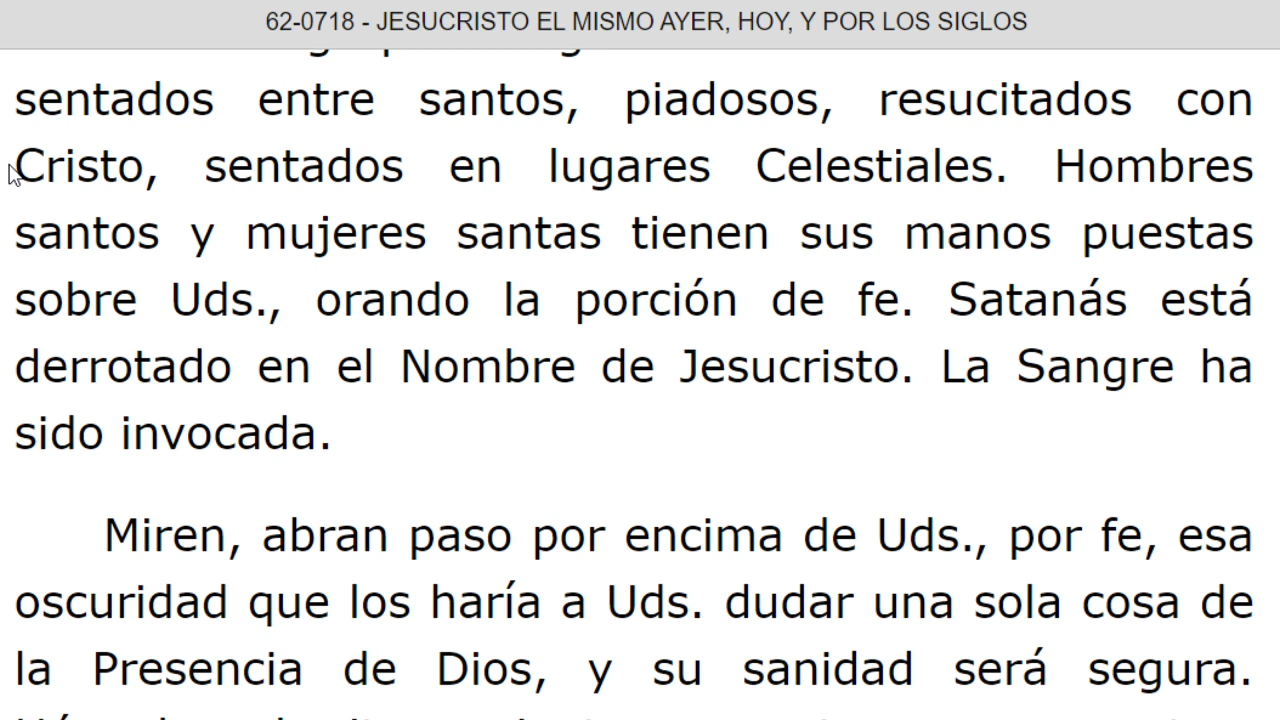 62-0718 - JESUCRISTO EL MISMO AYER, HOY, Y POR LOS SIGLOS
sentados entre santos, piadosos, resucitados con
Cristo, sentados en lugares Celestiales. Hombres
santos y mujeres santas tienen sus manos puestas
sobre Uds., orando la porción de fe. Satanás está
derrotado en el Nombre de Jesucristo. La Sangre ha
sido invocada.
Miren, abran paso por encima de Uds., por fe, esa
oscuridad que los haría a Uds. dudar una sola cosa de
la Presencia de Dios, y su sanidad será segura.